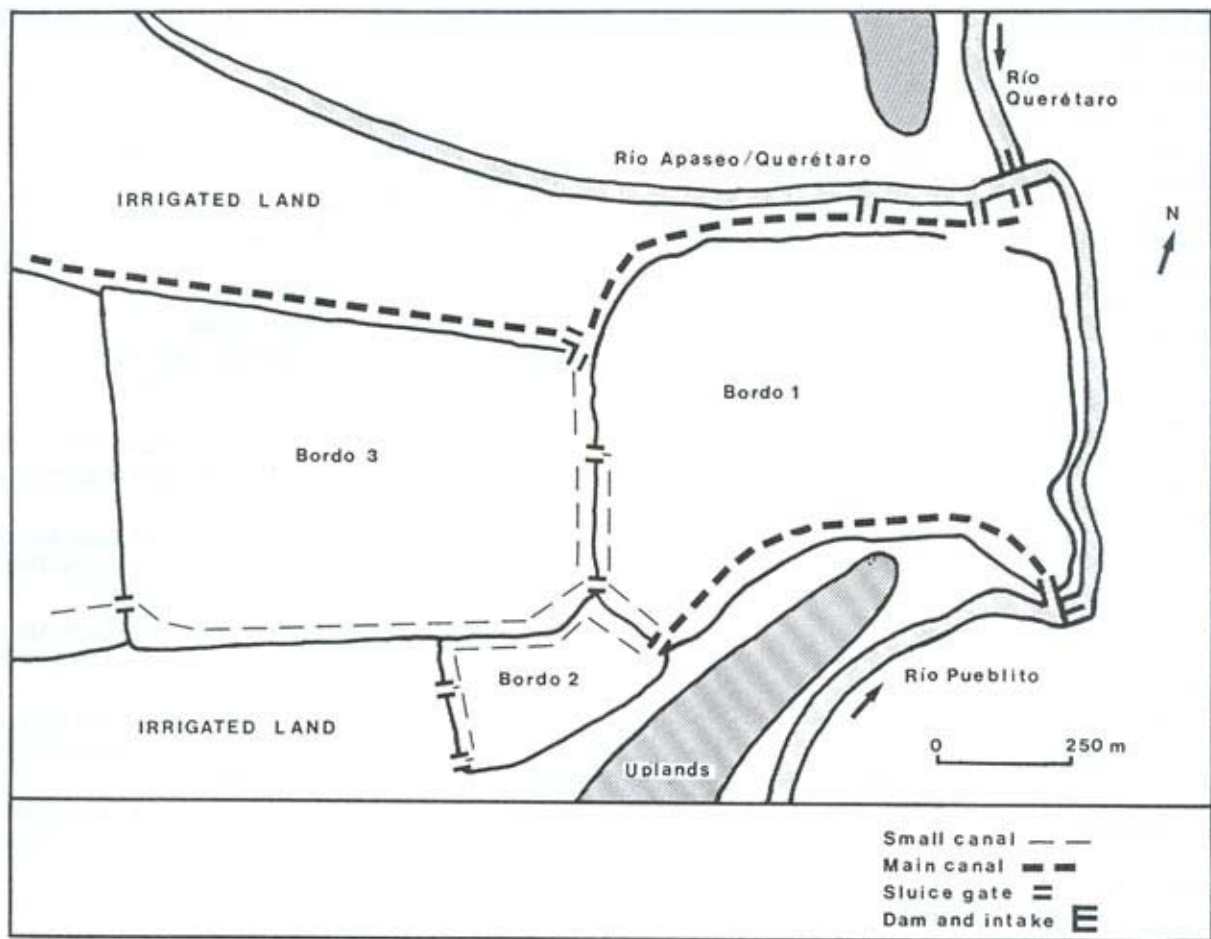 Río
Querétaro
Río Apaseo/Querétaro
IRRIGATED LAND
N
Bordo 1
Bordo 3
Bordo 2
Río Pueblito
IRRIGATED LAND
0 250 m
Uplands
Small canal
Main canal
Sluice gate
Dam and intake